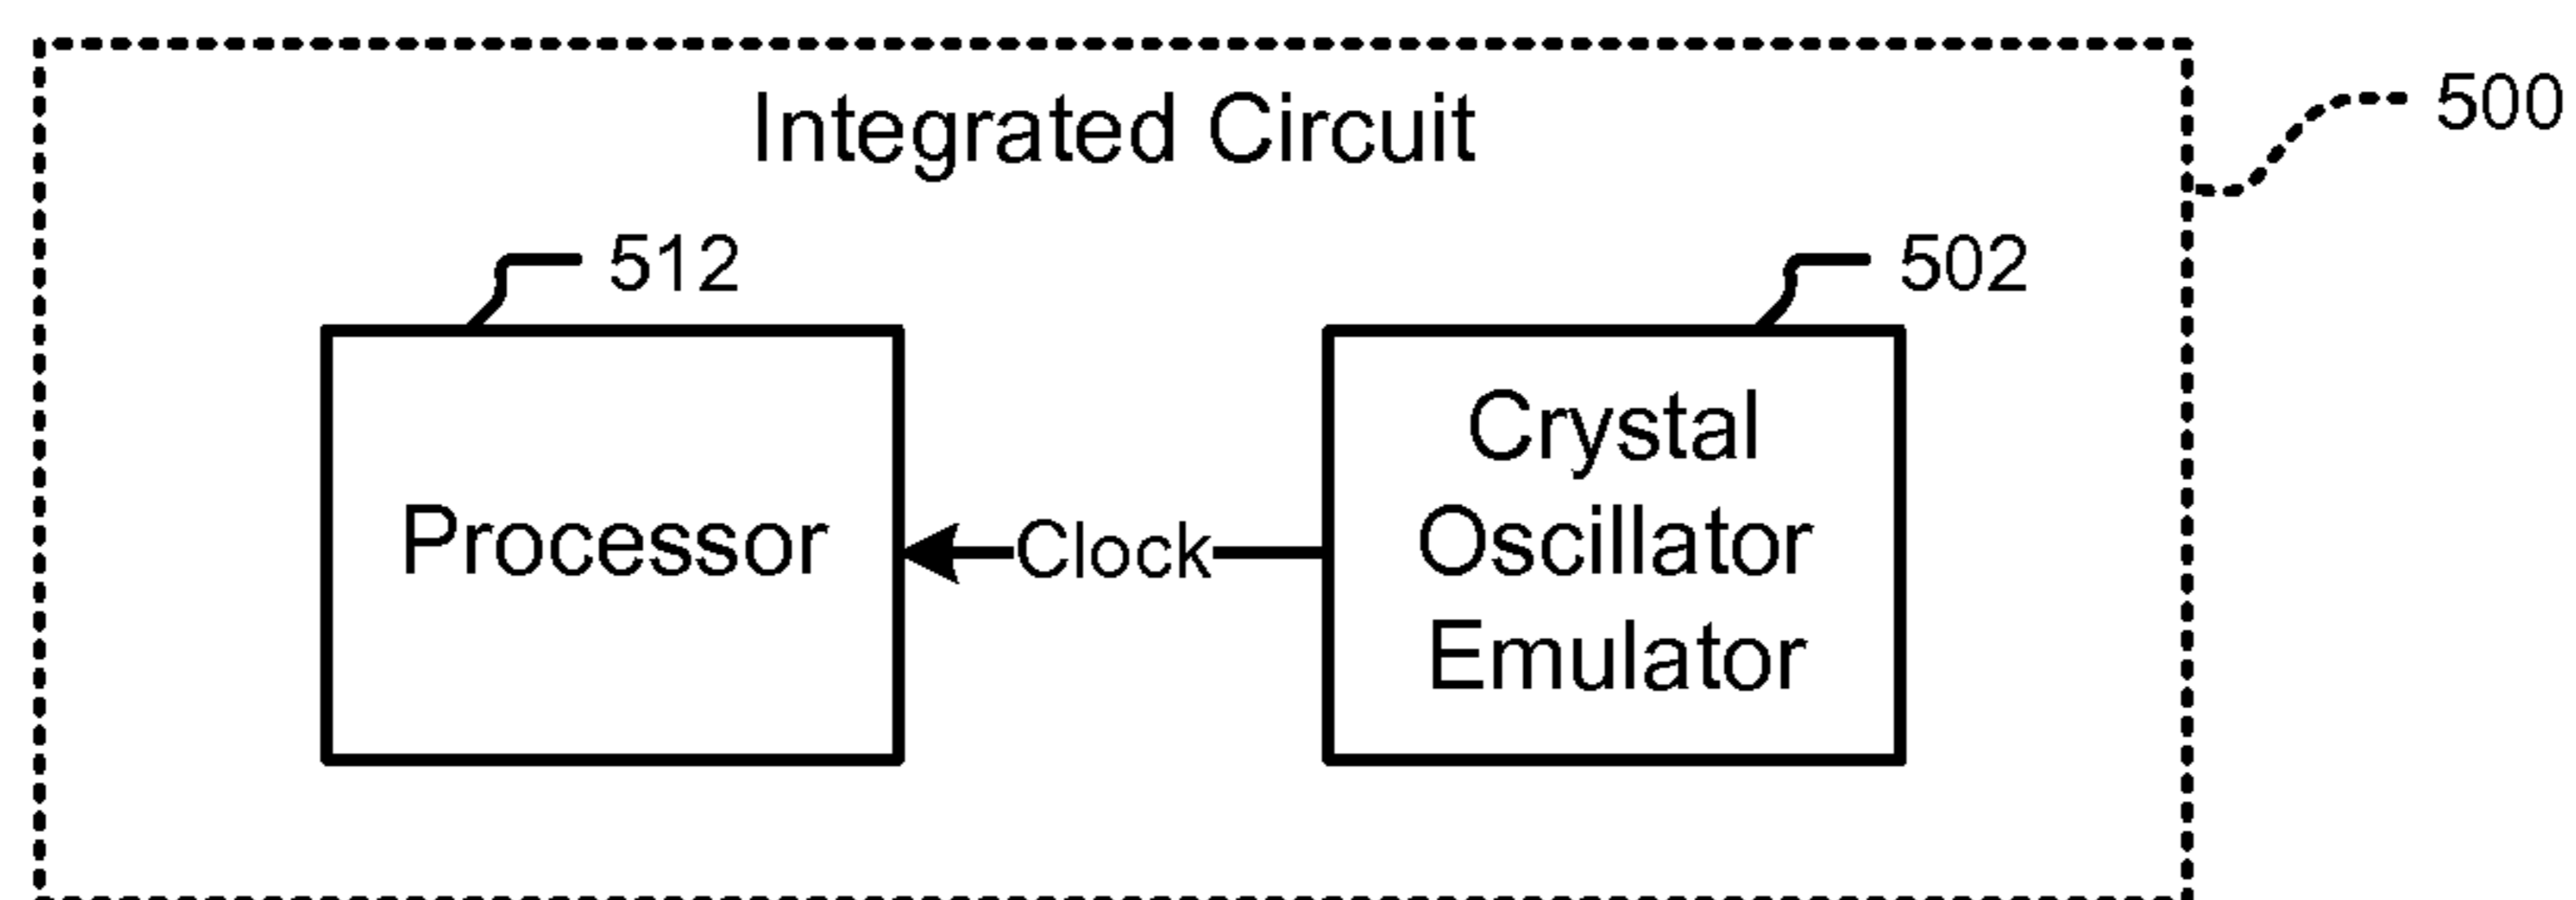 Integrated Circuit
500
512
502
Processor
Clock
Crystal
Oscillator
Emulator